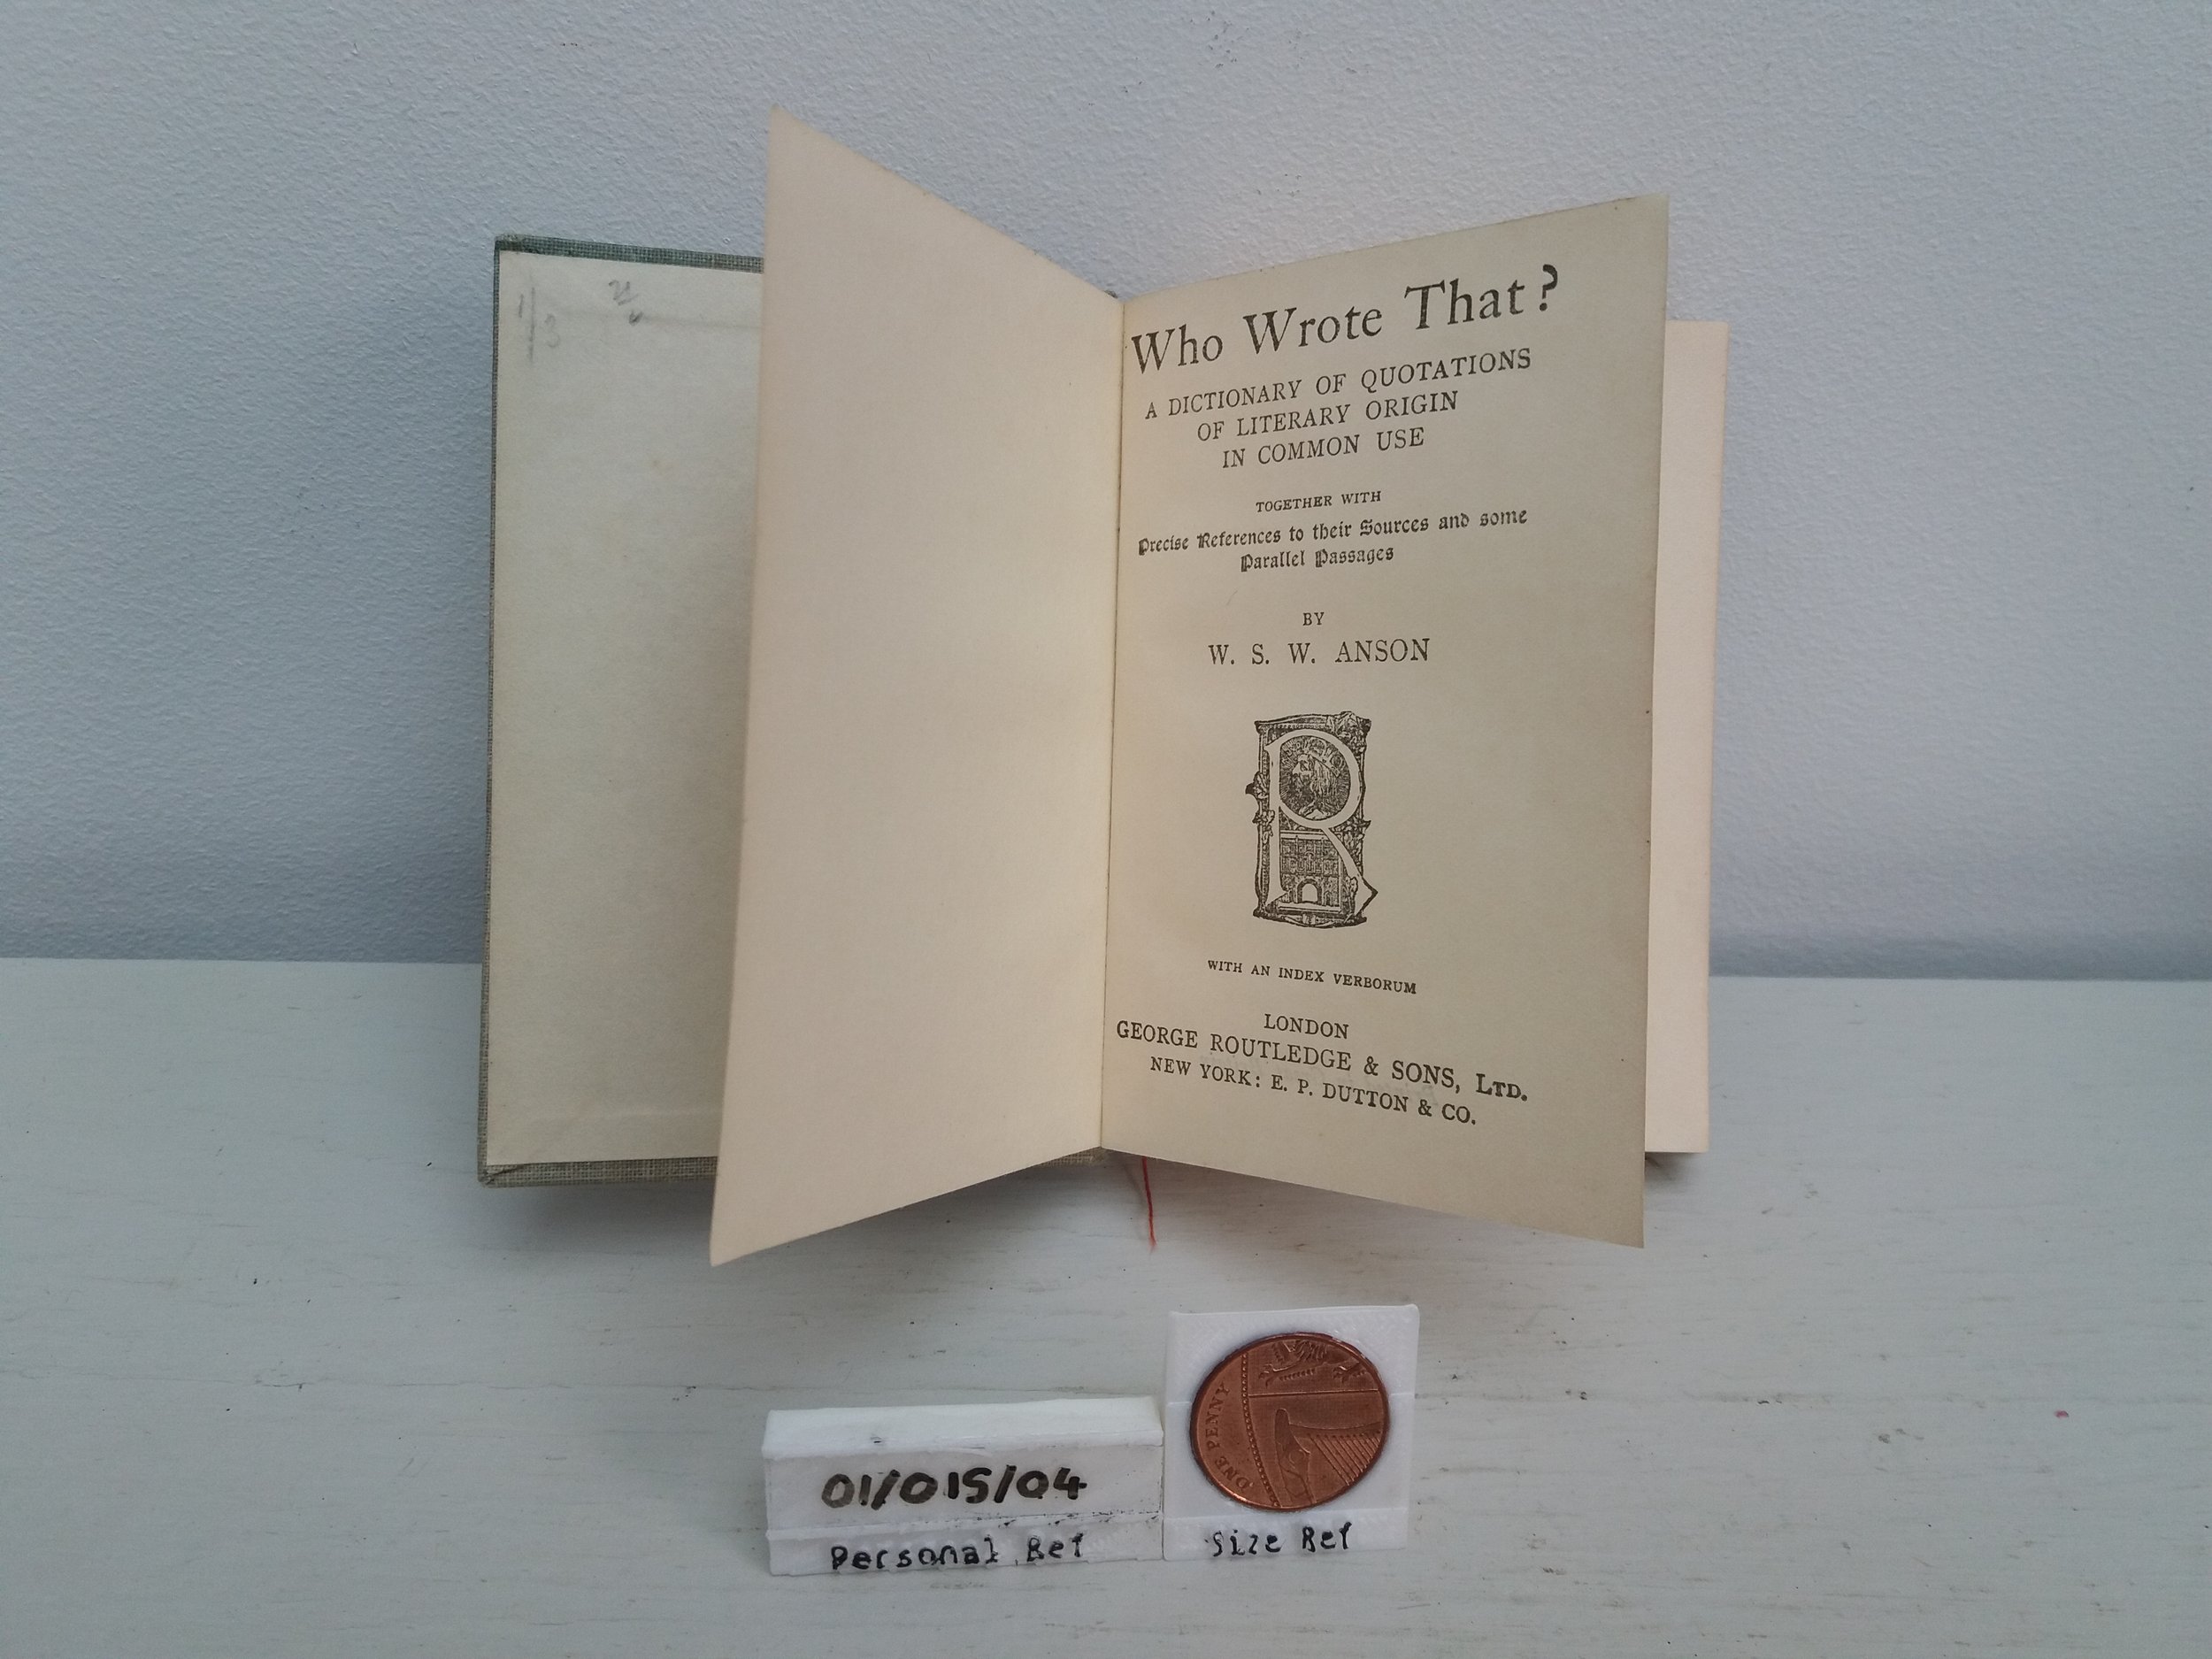 1/3
Who Wrote That?
A DICTIONARY OF QUOTATIONS
OF LITERARY ORIGIN
IN COMMON USE
TOGETHER WITH
Precise References to their Sources and some
Parallel Passages
BY
W. S. W. ANSON
R
WITH AN INDEX VERBORUM
LONDON
GEORGE ROUTLEDGE & SONS, LTD.
NEW YORK: E. P. DUTTON & CO.
01/015/04
Personal Ref
ONE PENNY
Size Ref